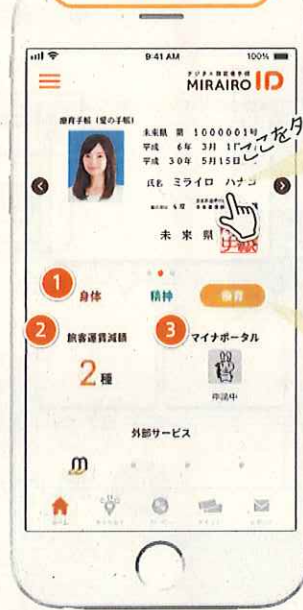 9:41 AM
100%
デジタル障害者手帳
MIRAIRO ID
療育手帳（愛の手帳）
未来県 第 1000001号
平成 6年 3月 1
平成 30年 5月15日
ここをタ
氏名 ミライロ ハナコ
未来県
1
身体
精神
療育
2
旅客運賃減額
2種
3
マイナポータル
申請中
外部サービス
m